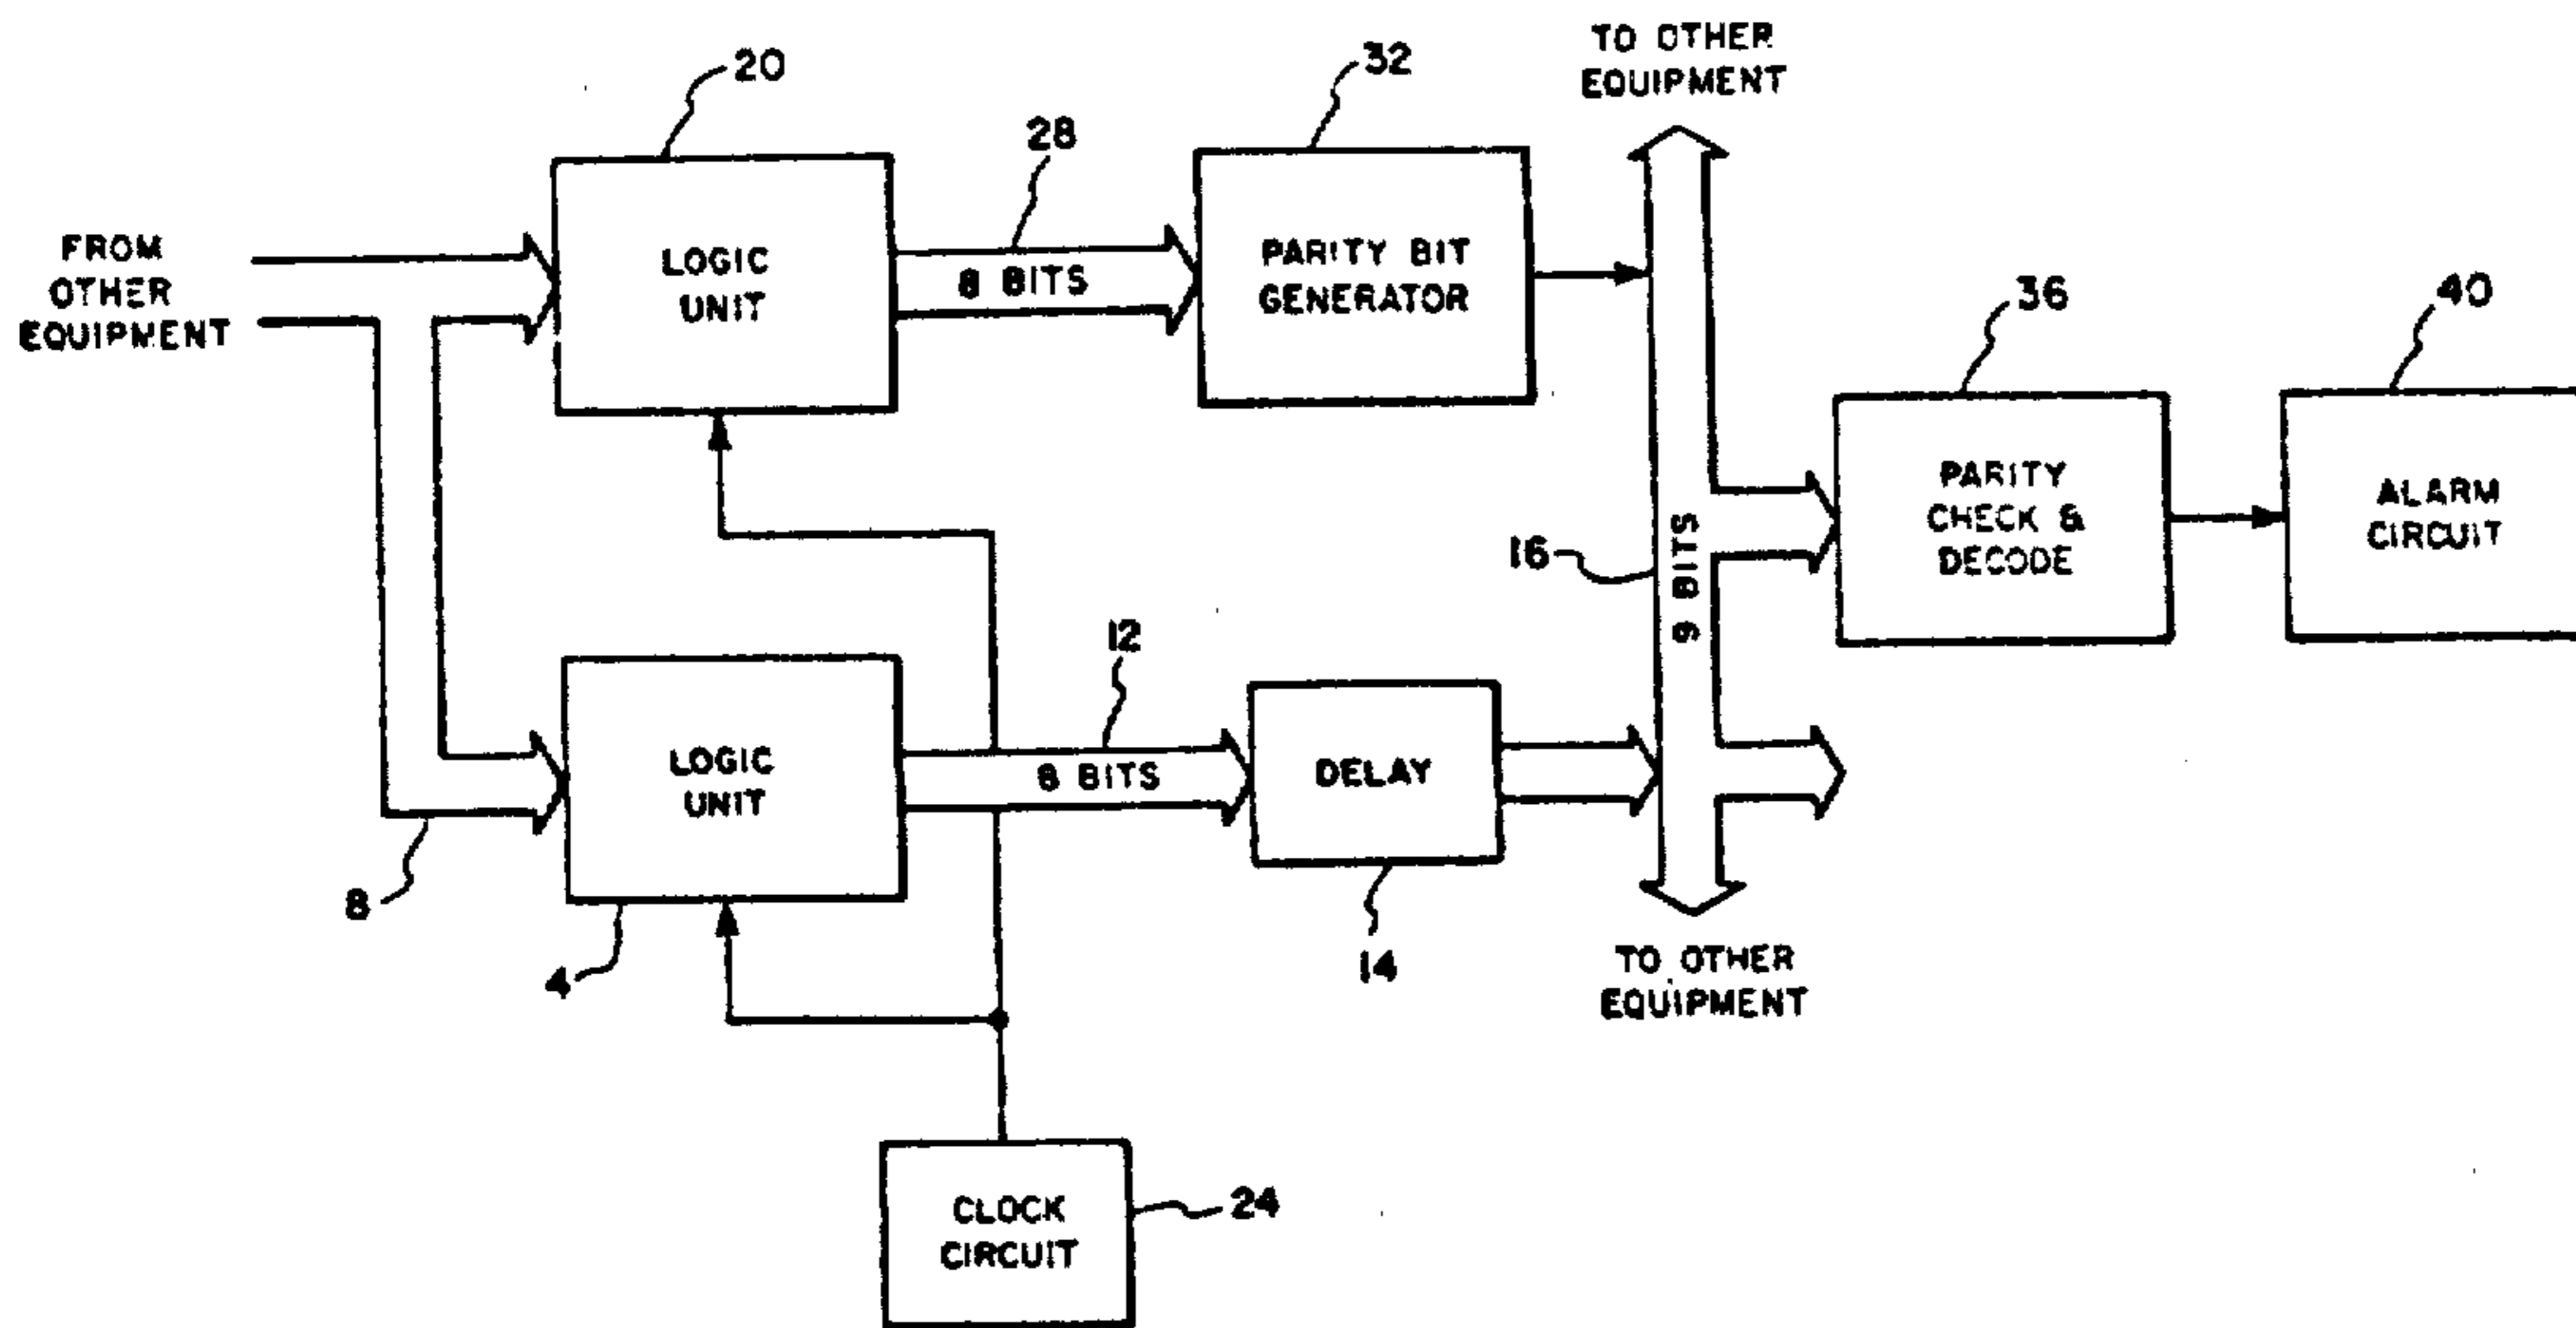 TO OTHER
EQUIPMENT
20
32
28
FROM
OTHER
EQUIPMENT
LOGIC
UNIT
8 BITS
PARITY BIT
GENERATOR
36
40
PARITY
CHECK &
DECODE
ALARM
CIRCUIT
16
9 BITS
12
LOGIC
UNIT
8 BITS
DELAY
8
4
14
TO OTHER
EQUIPMENT
CLOCK
CIRCUIT
24